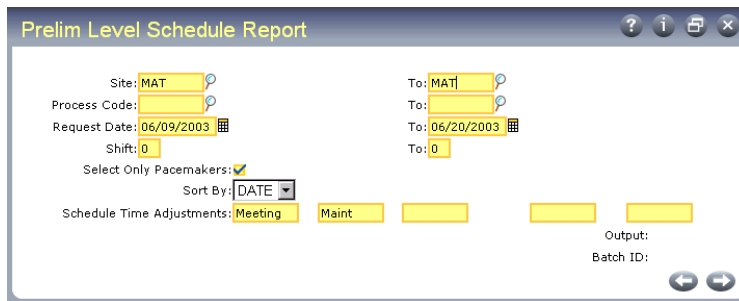 Prelim Level Schedule Report
Site: MAT To: MAT
Process Code: To:
Request Date: 06/09/2003 To: 06/20/2003
Shift: 0 To: 0
Select Only Pacemakers:
Sort By: DATE
Schedule Time Adjustments: Meeting Maint
Output:
Batch ID: